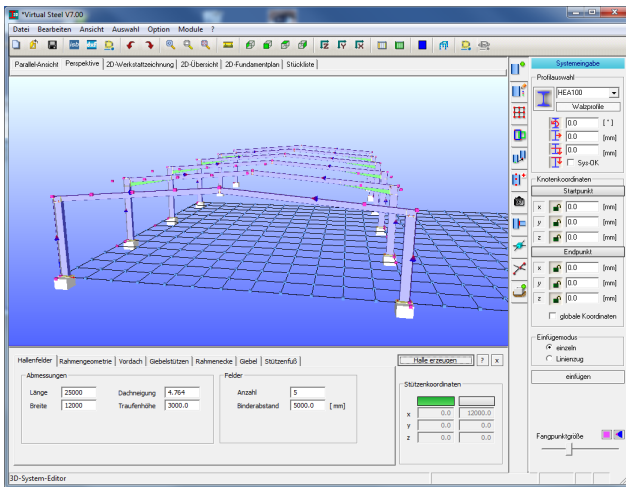 *Virtual Steel V7.00
Datei Bearbeiten Ansicht Auswahl Option Module ?
Parallel-Ansicht Perspektive 2D-Werkstattzeichnung 2D-Übersicht 2D-Fundamentplan Stückliste
Systemeingabe
Profilauswahl
HEA100
Walzprofile
0.0 [ ° ]
0.0 [mm]
0.0 [mm]
Sys-OK
Knotenkoordinaten
Startpunkt
x 0.0 [mm]
y 0.0 [mm]
z 0.0 [mm]
Endpunkt
x 0.0 [mm]
y 0.0 [mm]
z 0.0 [mm]
globale Koordinaten
Einfügemodus
einzeln
Linienzug
einfügen
Fangpunktgröße
Hallenfelder Rahmengeometrie Vordach Giebelstützen Rahmenecke Giebel Stützenfuß
Halle erzeugen ? x
Abmessungen
Länge 25000 Dachneigung 4.764
Breite 12000 Traufenhöhe 3000.0
Felder
Anzahl 5
Binderabstand 5000.0 [mm]
Stützenkoordinaten
x 0.0 12000.0
y 0.0 0.0
z 0.0 0.0
3D-System-Editor